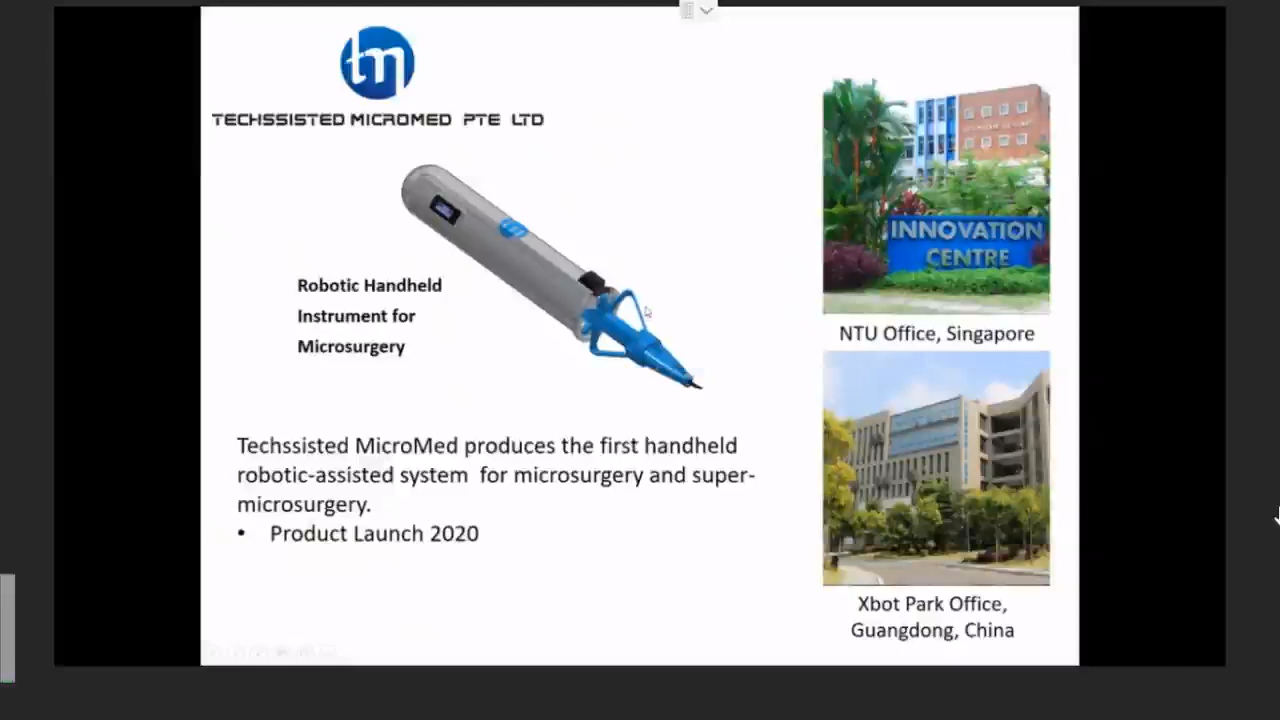 tm
TECHSSISTED MICROMED PTE LTD
Robotic Handheld
Instrument for
Microsurgery
Techssisted MicroMed produces the first handheld
robotic-assisted system for microsurgery and super-
microsurgery.
• Product Launch 2020
INNOVATION
CENTRE
NTU Office, Singapore
Xbot Park Office,
Guangdong, China